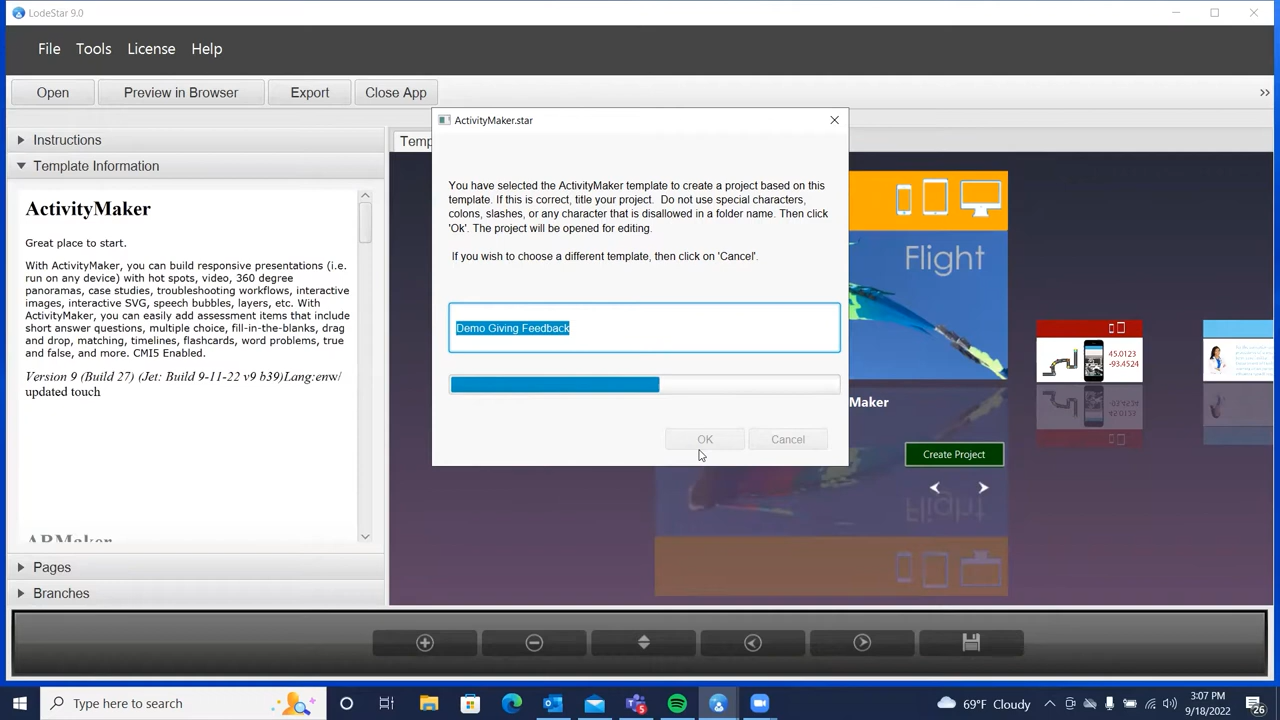 LodeStar 9.0
File Tools License Help
Open Preview in Browser Export Close App >>
Instructions
Template Information
ActivityMaker
Great place to start.
With ActivityMaker, you can build responsive presentations (i.e.
run on any device) with hot spots, video, 360 degree
panoramas, case studies, troubleshooting workflows, interactive
images, interactive SVG, speech bubbles, layers, etc. With
ActivityMaker, you can easily add assessment items that include
short answer questions, multiple choice, fill-in-the-blanks, drag
and drop, matching, timelines, flashcards, word problems, true
and false, and more. CMI5 Enabled.
Version 9 (Build 27) (Jet: Build 9-11-22 v9 b39)Lang:enw/
updated touch
ARMaker
Pages
Branches
Temp
ActivityMaker.star
You have selected the ActivityMaker template to create a project based on this
template. If this is correct, title your project. Do not use special characters,
colons, slashes, or any character that is disallowed in a folder name. Then click
'Ok'. The project will be opened for editing.
If you wish to choose a different template, then click on 'Cancel'.
Demo Giving Feedback
OK Cancel
Flight
Maker
Create Project
45.0123
-93.4524
Flight
Type here to search
69°F Cloudy
3:07 PM
9/18/2022
26